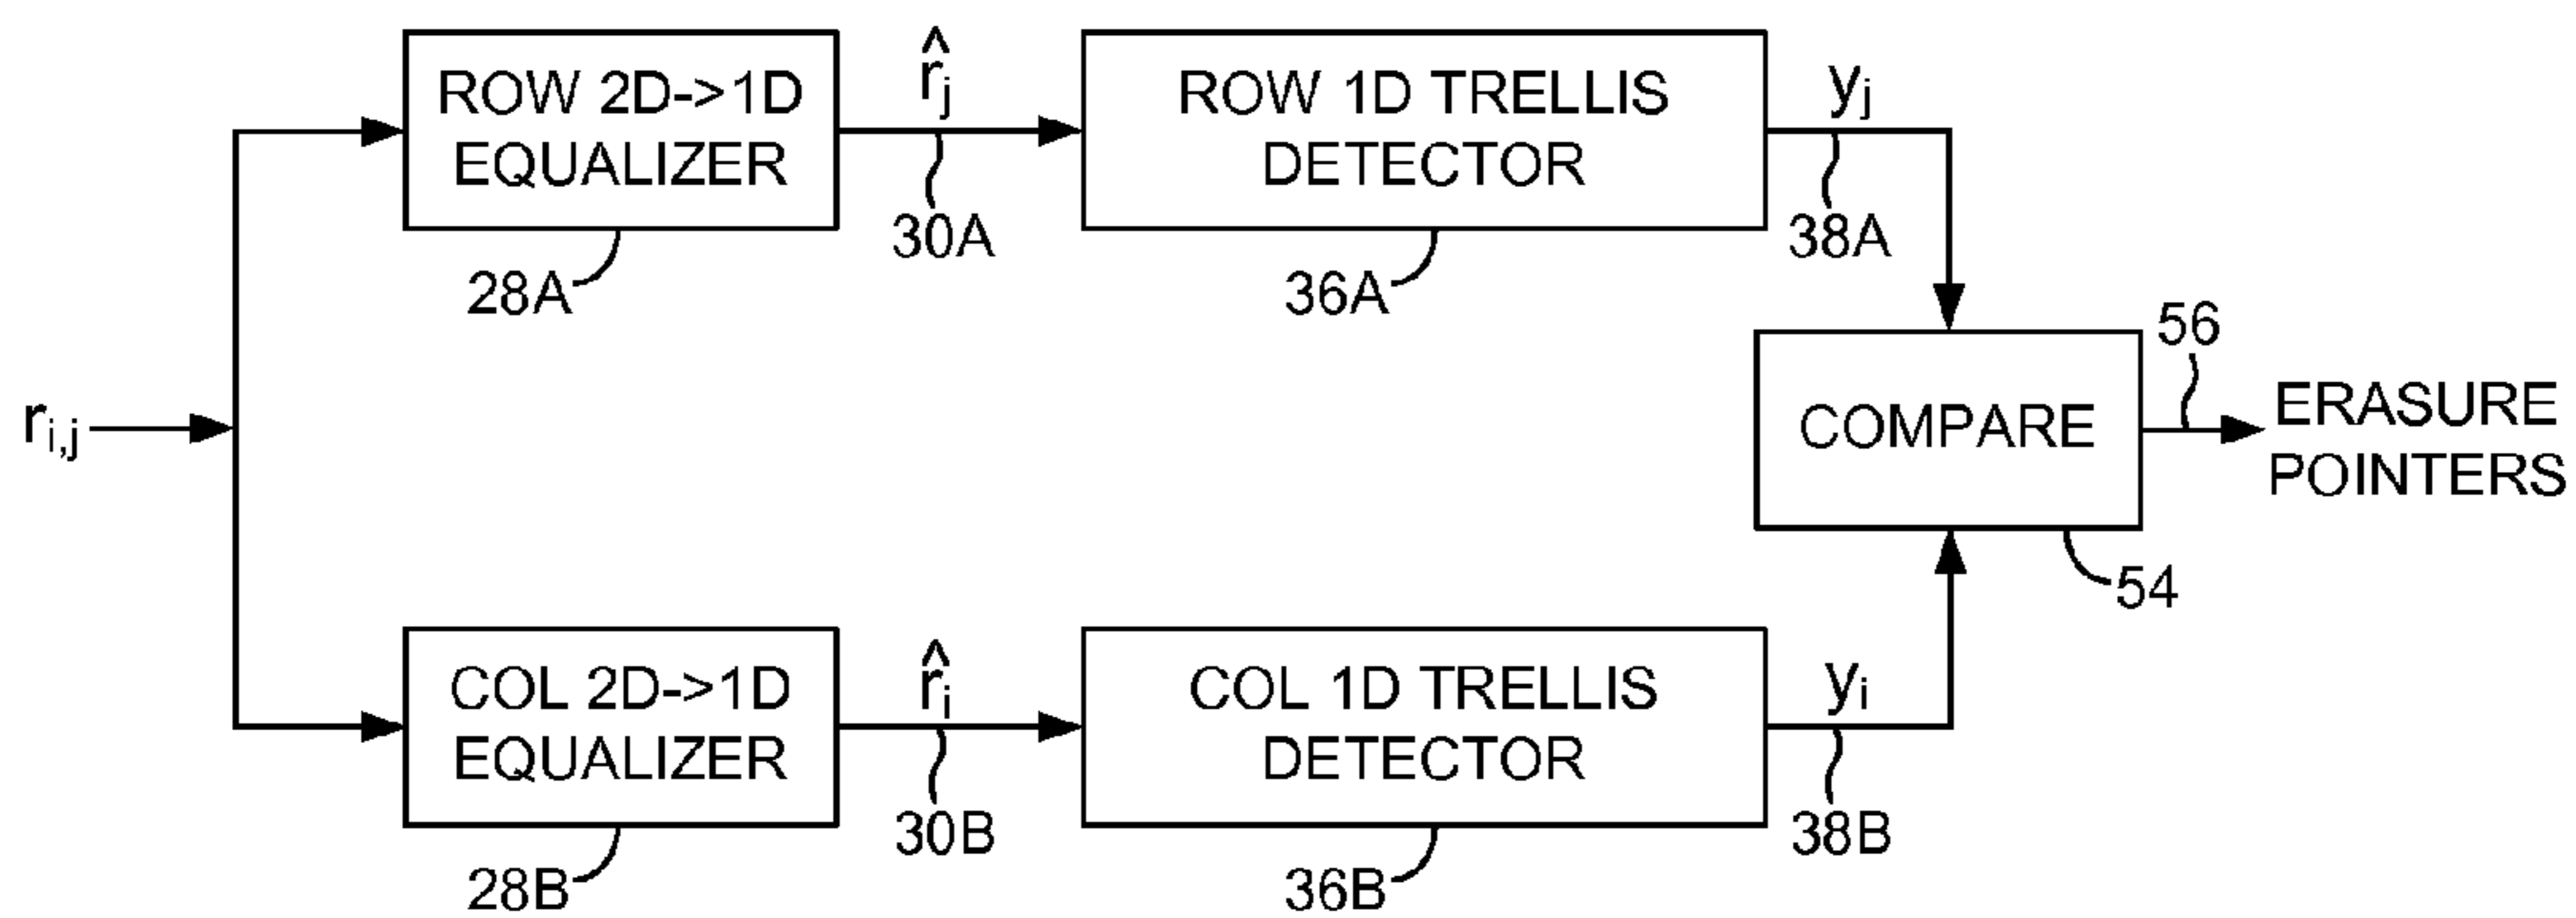 ROW 2D->1D
EQUALIZER
28A
r̂j
30A
ROW 1D TRELLIS
DETECTOR
36A
yj
38A
ri,j
COMPARE
54
56
ERASURE
POINTERS
COL 2D->1D
EQUALIZER
28B
r̂i
30B
COL 1D TRELLIS
DETECTOR
36B
yi
38B